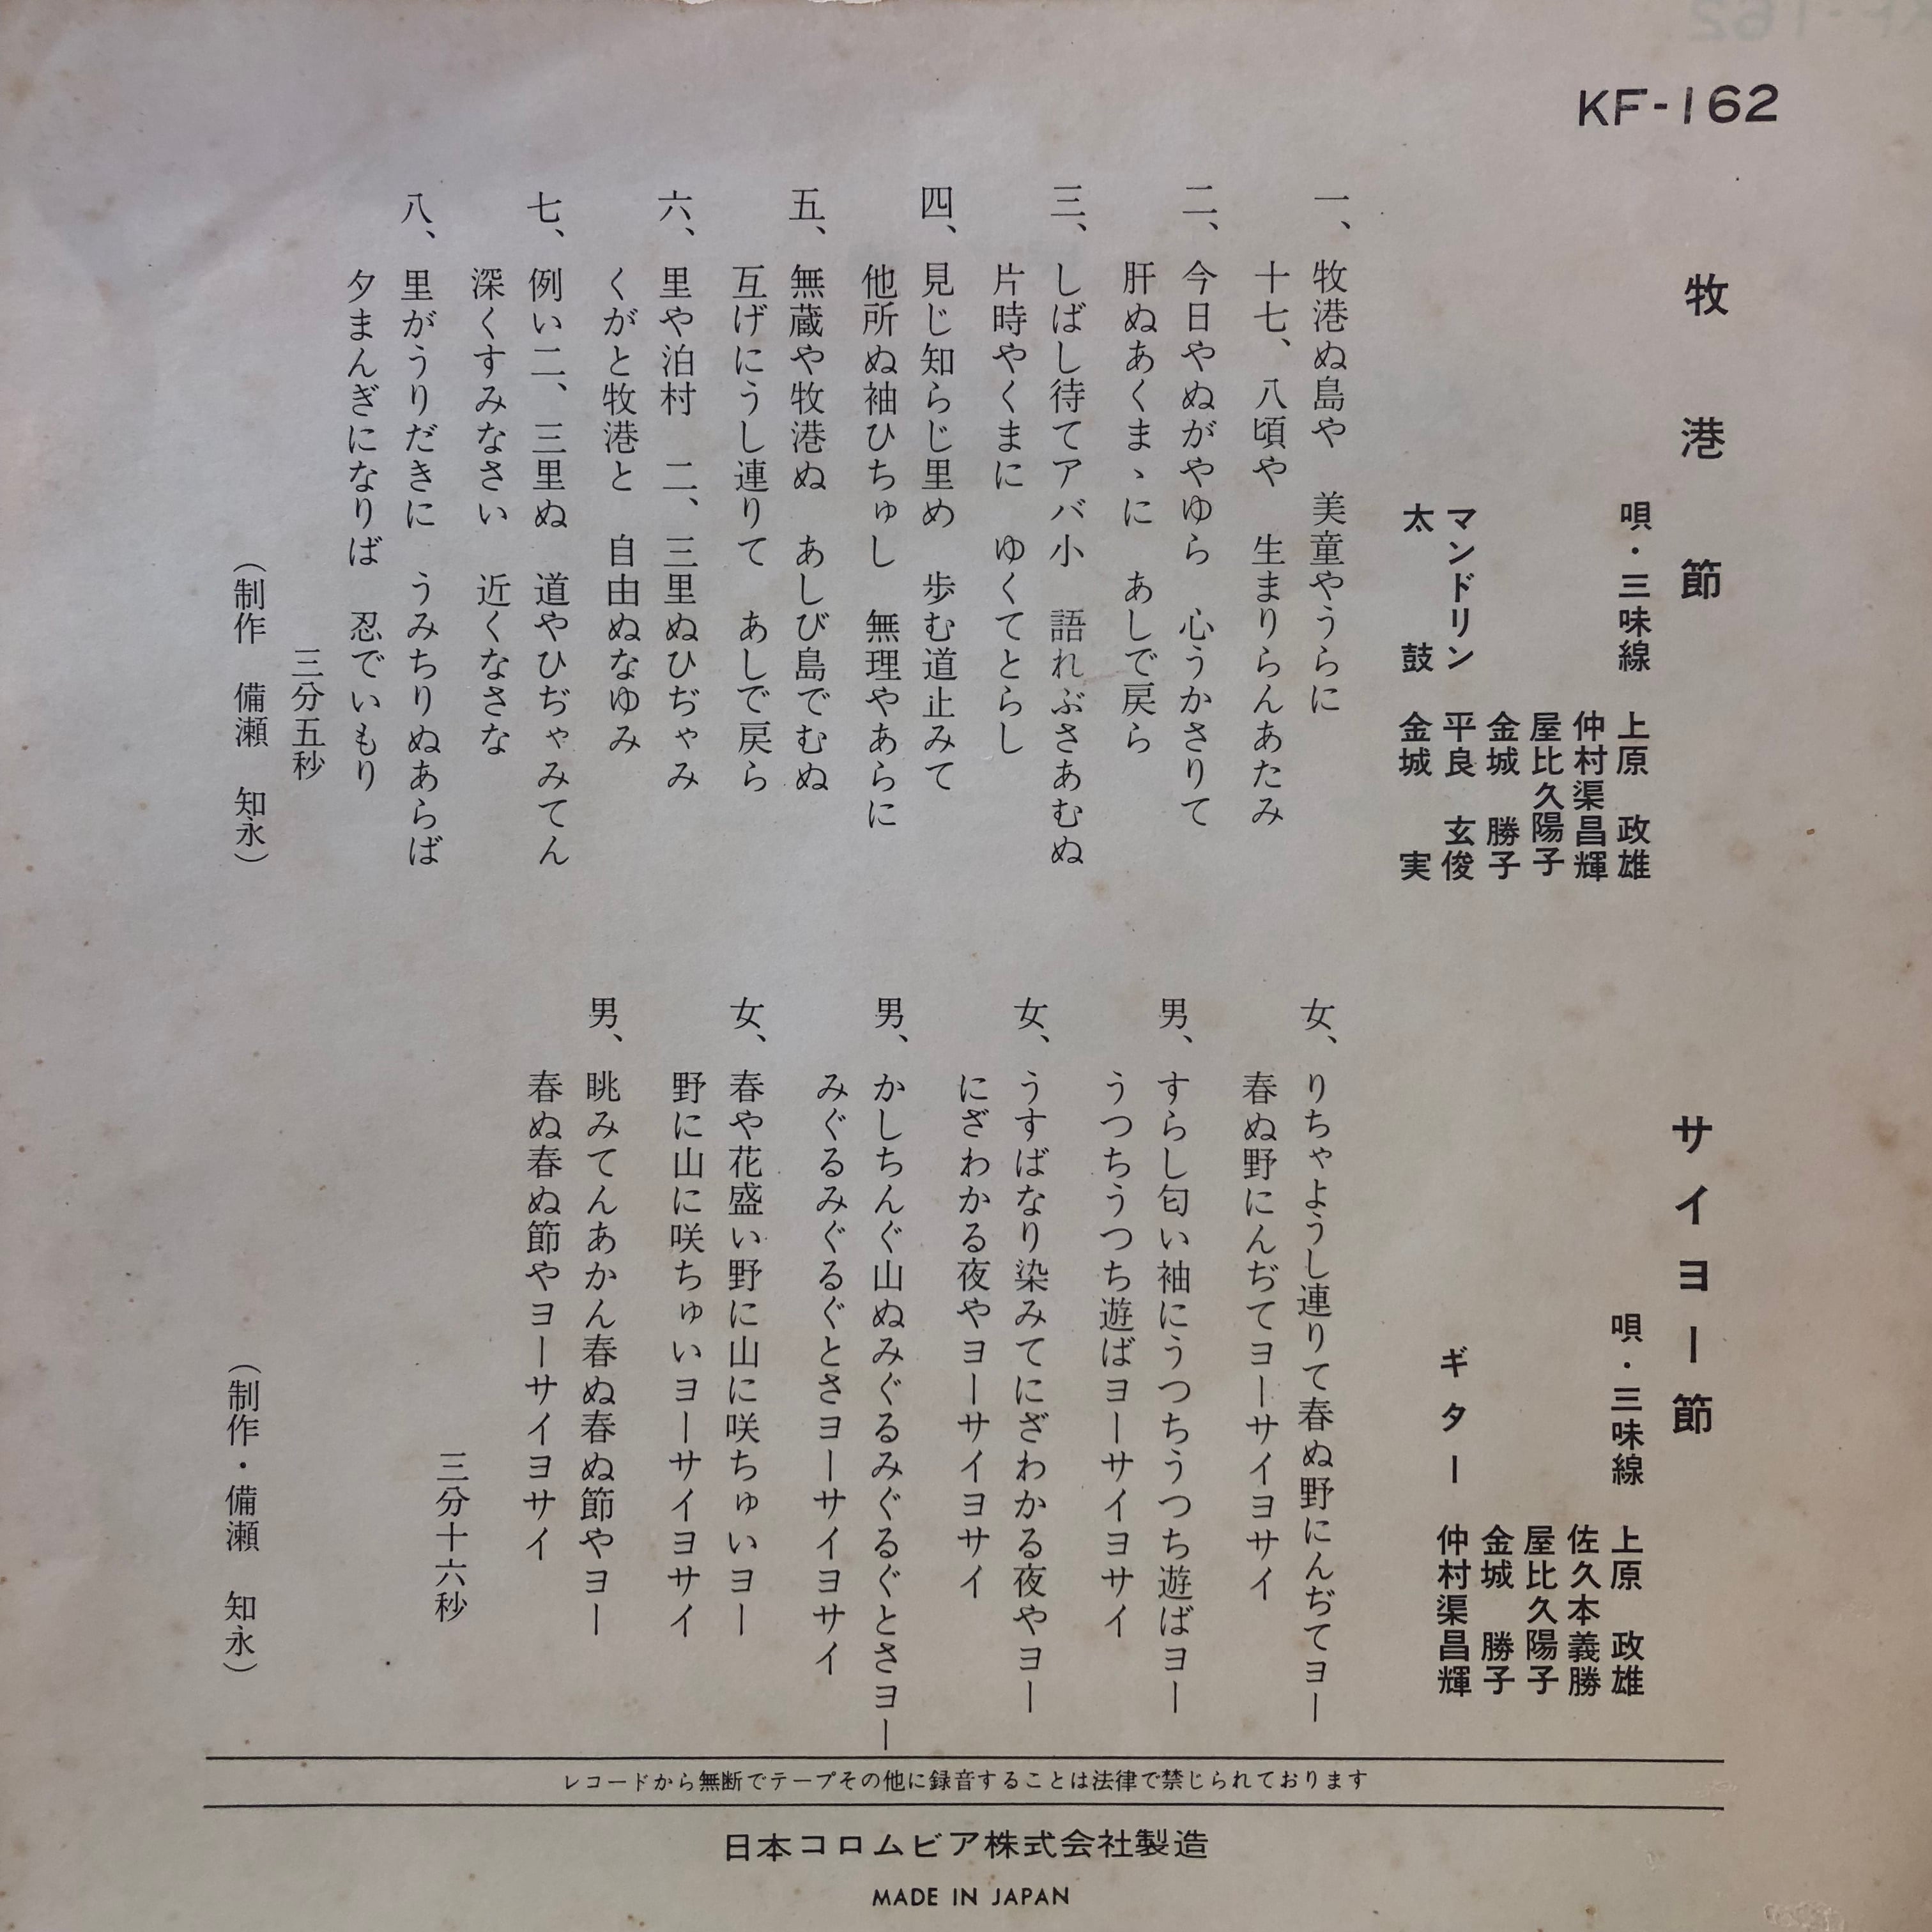 KF-162
牧港節
唄・三味線　上原　政雄
仲村渠昌輝
屋比久陽子
金城　勝子
マンドリン　平良　玄俊
太鼓　金城　実
一、牧港ぬ島や　美童やうらに
十七、八頃や　生まりらんあたみ
二、今日やぬがやゆら　心うかさりて
肝ぬあくまゝに　あしで戻ら
三、しばし待てアバ小　語れぶさあむぬ
片時やくまに　ゆくてとらし
四、見じ知らじ里め　歩む道止みて
他所ぬ袖ひちゅし　無理やあらに
五、無蔵や牧港ぬ　あしび島でむぬ
互げにうし連りて　あしで戻ら
六、里や泊村　二、三里ぬひぢゃみ
くがと牧港と　自由ぬなゆみ
七、例い二、三里ぬ　道やひぢゃみてん
深くすみなさい　近くなさな
八、里がうりだきに　うみちりぬあらば
夕まんぎになりば　忍でいもり
三分五秒
（制作　備瀬　知永）
サイヨー節
唄・三味線　上原　政雄
佐久本義勝
屋比久陽子
金城　勝子
ギター　仲村渠昌輝
女、りちゃようし連りて春ぬ野にんぢてヨー
春ぬ野にんぢてヨーサイヨサイ
男、すらし匂い袖にうつちうつち遊ばヨー
うつちうつち遊ばヨーサイヨサイ
女、うすばなり染みてにざわかる夜やヨー
にざわかる夜やヨーサイヨサイ
男、かしちんぐ山ぬみぐるみぐるぐとさヨー
みぐるみぐるぐとさヨーサイヨサイ
女、春や花盛い野に山に咲ちゅいヨー
野に山に咲ちゅいヨーサイヨサイ
男、眺みてんあかん春ぬ春ぬ節やヨー
春ぬ春ぬ節やヨーサイヨサイ
三分十六秒
（制作・備瀬　知永）
レコードから無断でテープその他に録音することは法律で禁じられております
日本コロムビア株式会社製造
MADE IN JAPAN